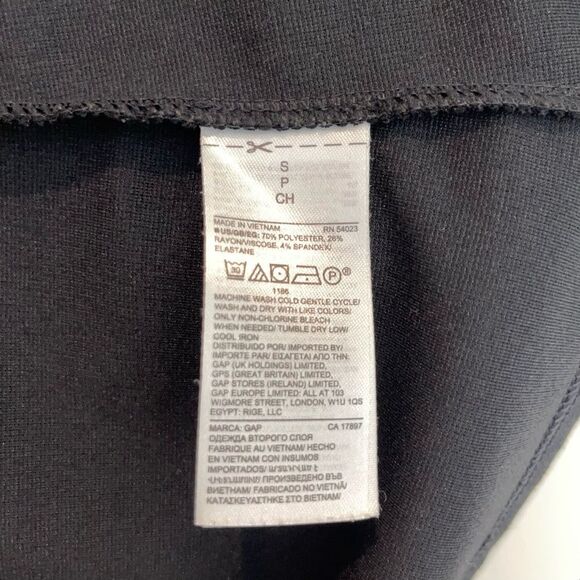 S
P
CH
MADE IN VIETNAM RN 54023
US/GB/EG: 70% POLYESTER, 26%
RAYON/VISCOSE, 4% SPANDEX/
ELASTANE
30 P ®
1186
MACHINE WASH COLD GENTLE CYCLE/
WASH AND DRY WITH LIKE COLORS/
ONLY NON-CHLORINE BLEACH
WHEN NEEDED/ TUMBLE DRY LOW/
COOL IRON
DISTRIBUIDO POR/ IMPORTED BY/
IMPORTE PAR/ ΕΙΣΑΓΕΤΑΙ ΑΠΟ ΤΗΝ:
GAP (UK HOLDINGS) LIMITED,
GPS (GREAT BRITAIN) LIMITED,
GAP STORES (IRELAND) LIMITED,
GAP EUROPE LIMITED: ALL AT 103
WIGMORE STREET, LONDON, W1U 1QS
EGYPT: RIGE, LLC
MARCA: GAP CA 17897
ОДЕЖДА ВТОРОГО СЛОЯ
FABRIQUE AU VIETNAM/ HECHO
EN VIETNAM CON INSUMOS
IMPORTADOS/
ПРОИЗВЕДЕНО ВЬЕ
BIETNAM/ FABRICADO NO VIETNÃ/
ΚΑΤΑΣΚΕΥΑΣΤΗΚΕ ΣΤΟ ΒΙΕΤΝΑΜ/